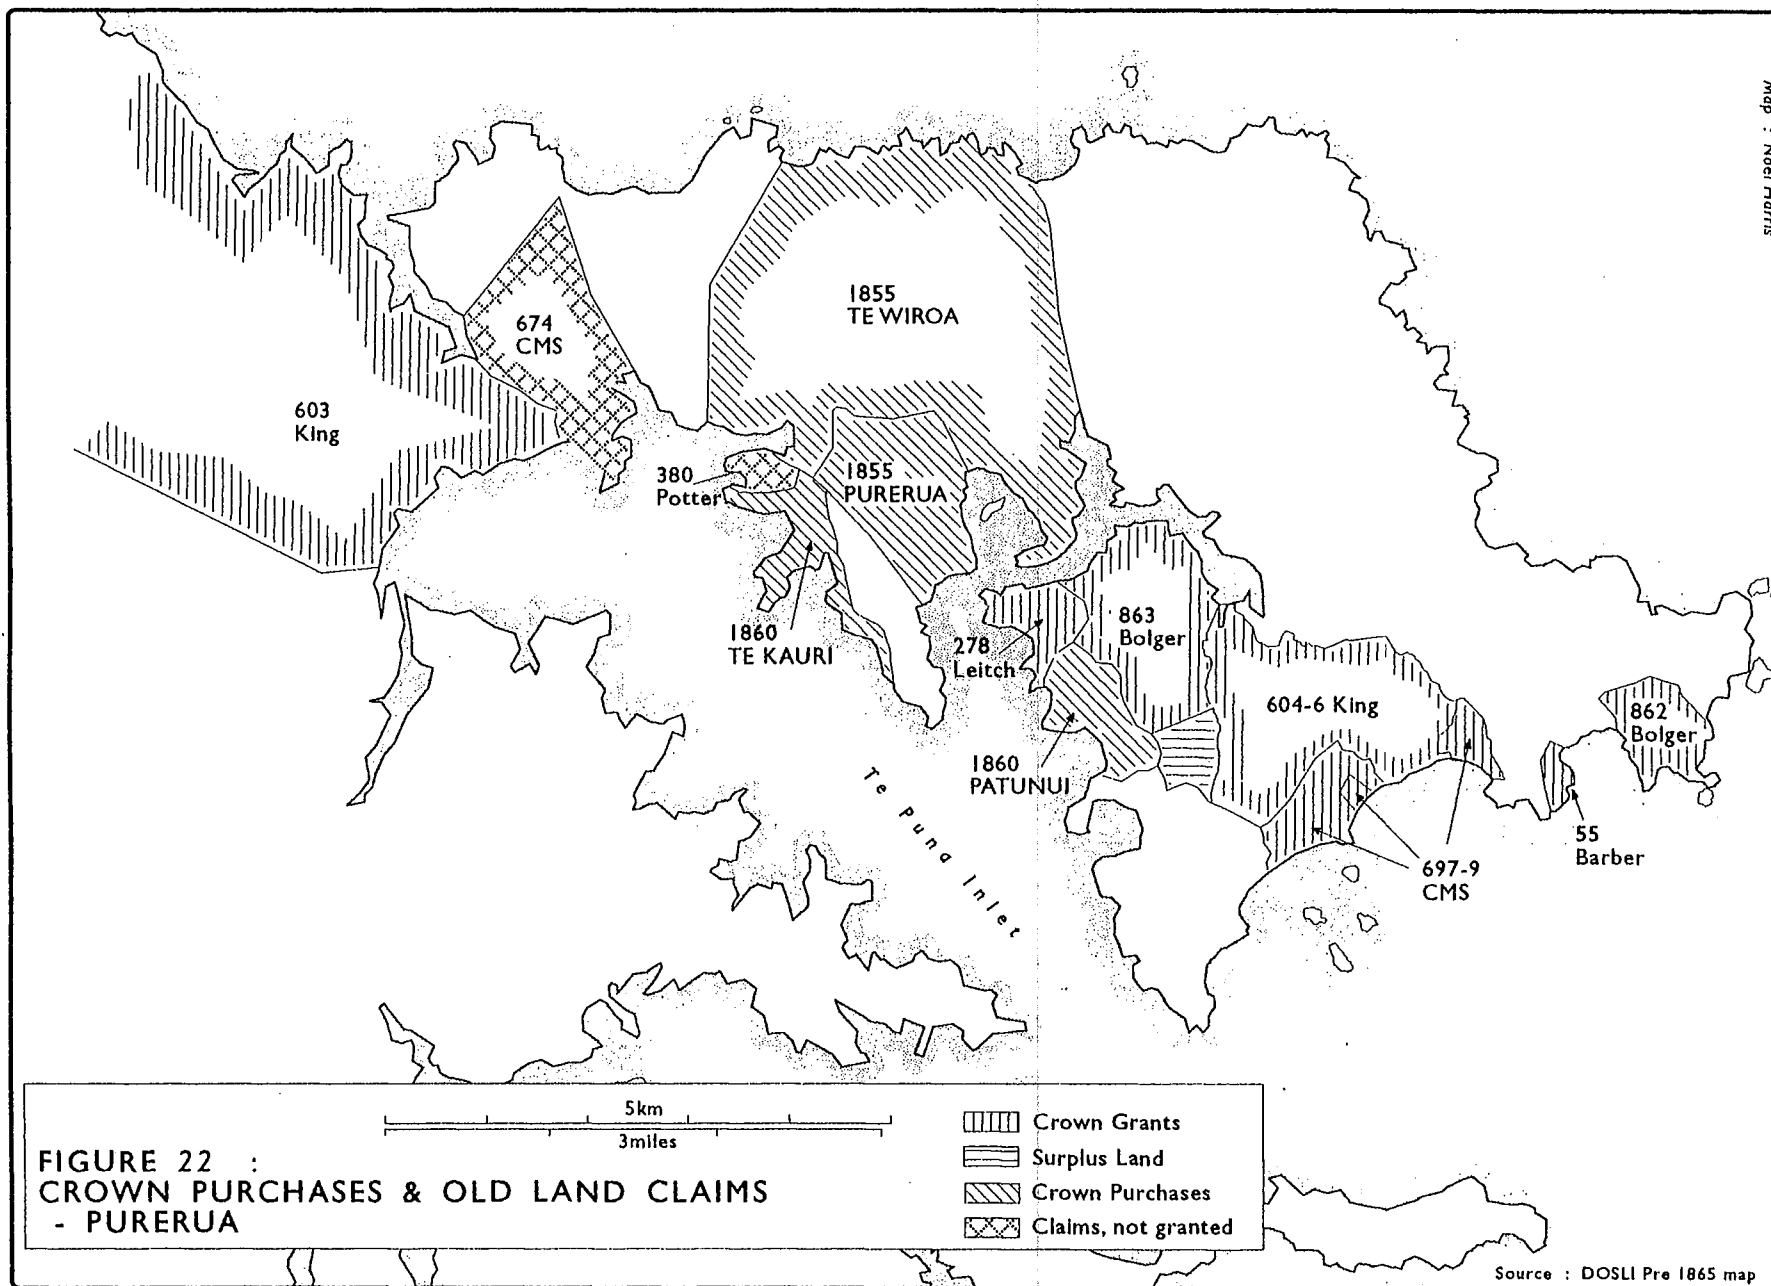 Map : Noel Harris
1855
TE WIROA
674
CMS
603
King
380
Potter
1855
PURERUA
1860
TE KAURI
278
Leitch
863
Bolger
604-6 King
862
Bolger
1860
PATUNUI
55
Barber
697-9
CMS
Te Puna Inlet
5km
3miles
FIGURE 22 :
CROWN PURCHASES & OLD LAND CLAIMS
- PURERUA
Crown Grants
Surplus Land
Crown Purchases
Claims, not granted
Source : DOSLI Pre 1865 map